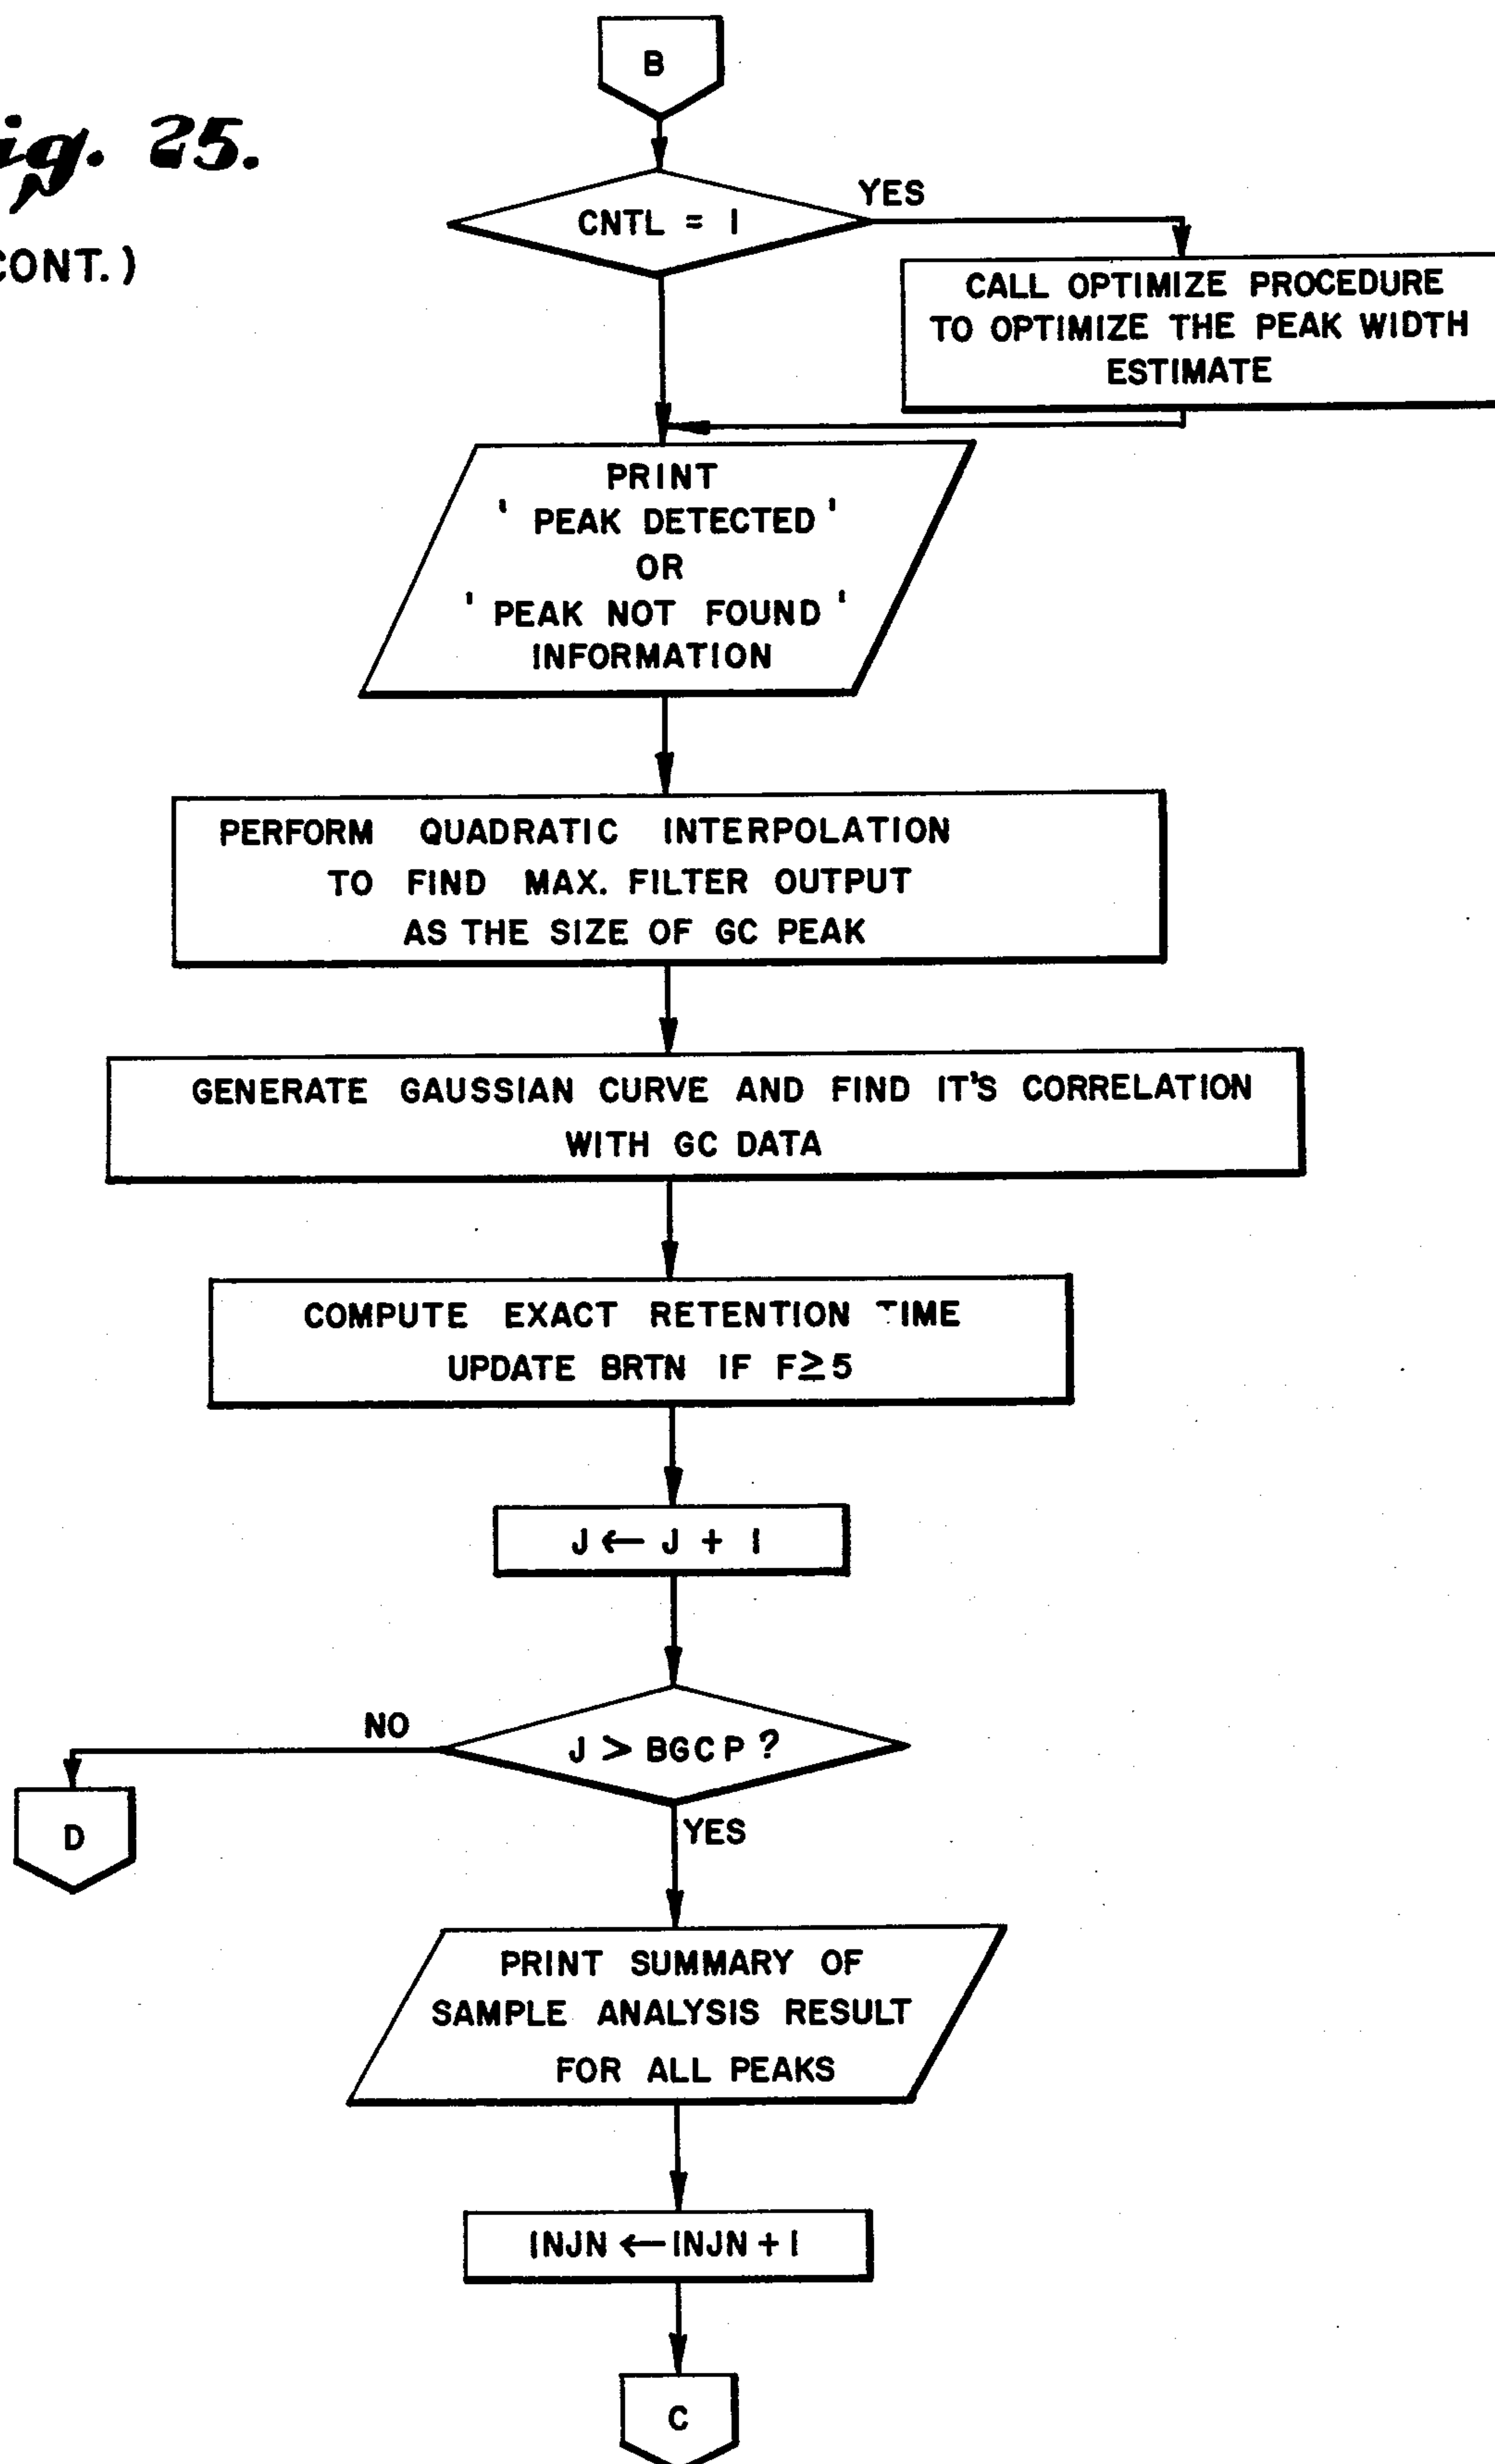 ig. 25.
CONT.)
B
CNTL = 1
YES
CALL OPTIMIZE PROCEDURE
TO OPTIMIZE THE PEAK WIDTH
ESTIMATE
PRINT
' PEAK DETECTED '
OR
' PEAK NOT FOUND '
INFORMATION
PERFORM QUADRATIC INTERPOLATION
TO FIND MAX. FILTER OUTPUT
AS THE SIZE OF GC PEAK
GENERATE GAUSSIAN CURVE AND FIND IT'S CORRELATION
WITH GC DATA
COMPUTE EXACT RETENTION TIME
UPDATE BRTN IF F≥5
J ← J + 1
J > BGCP ?
NO
D
YES
PRINT SUMMARY OF
SAMPLE ANALYSIS RESULT
FOR ALL PEAKS
INJN ← INJN + 1
C